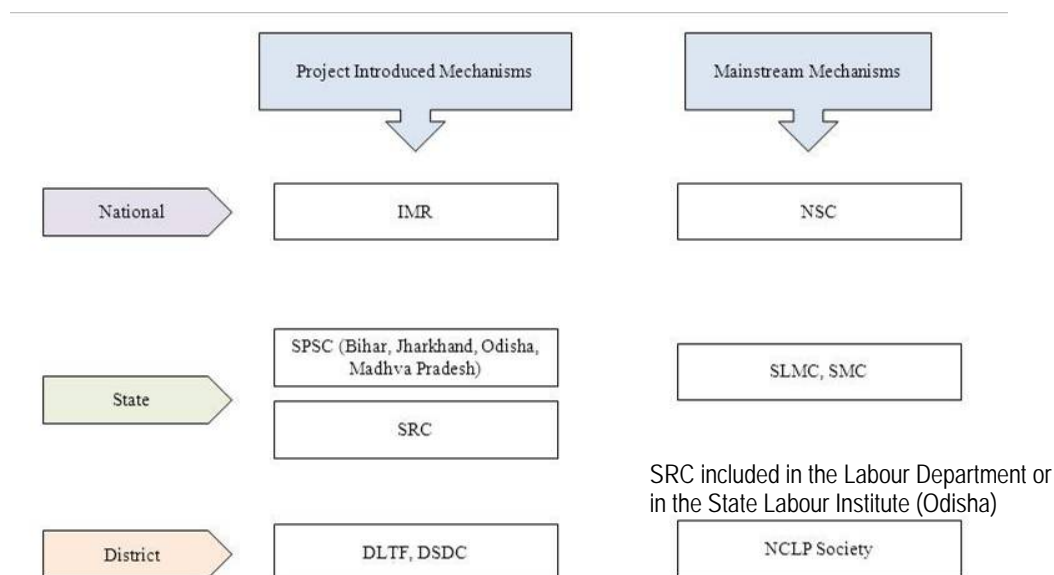 Project Introduced Mechanisms
Mainstream Mechanisms
National
IMR
NSC
State
SPSC (Bihar, Jharkhand, Odisha,
Madhva Pradesh)
SRC
SLMC, SMC
SRC included in the Labour Department or
in the State Labour Institute (Odisha)
District
DLTF, DSDC
NCLP Society